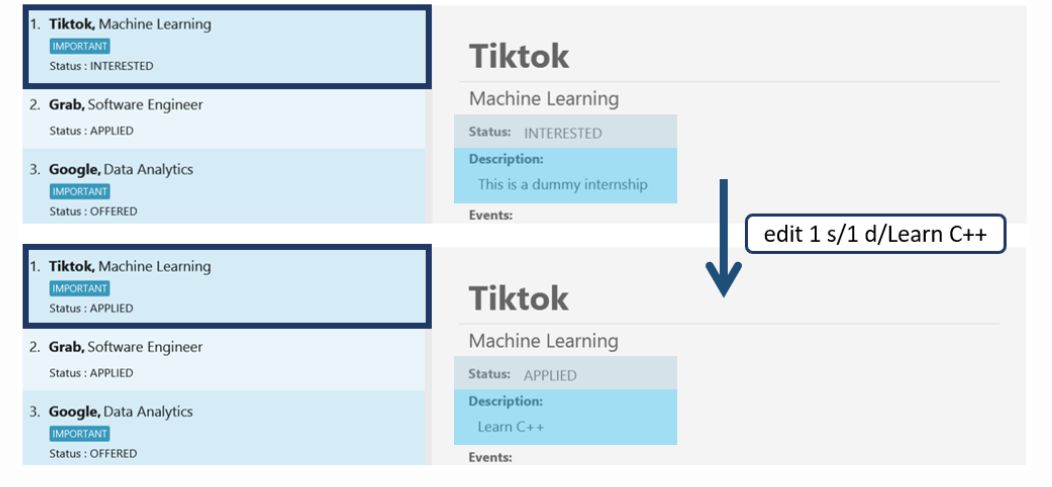 1. Tiktok, Machine Learning
IMPORTANT
Status : INTERESTED
2. Grab, Software Engineer
Status : APPLIED
3. Google, Data Analytics
IMPORTANT
Status : OFFERED
Tiktok
Machine Learning
Status: INTERESTED
Description:
This is a dummy internship
Events:
edit 1 s/1 d/Learn C++
1. Tiktok, Machine Learning
IMPORTANT
Status : APPLIED
2. Grab, Software Engineer
Status : APPLIED
3. Google, Data Analytics
IMPORTANT
Status : OFFERED
Tiktok
Machine Learning
Status: APPLIED
Description:
Learn C++
Events: